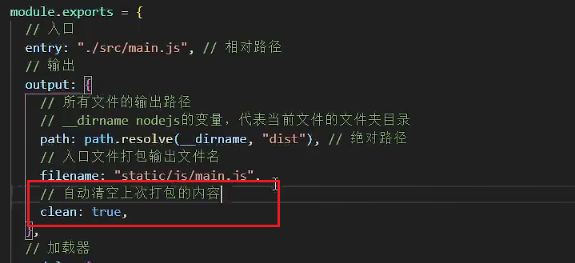 module.exports = {
// 入口
entry: "./src/main.js", // 相对路径
// 输出
output: {
// 所有文件的输出路径
// __dirname nodejs的变量，代表当前文件的文件夹目录
path: path.resolve(__dirname, "dist"), // 绝对路径
// 入口文件打包输出文件名
filename: "static/js/main.js",
// 自动清空上次打包的内容
clean: true,
},
// 加载器